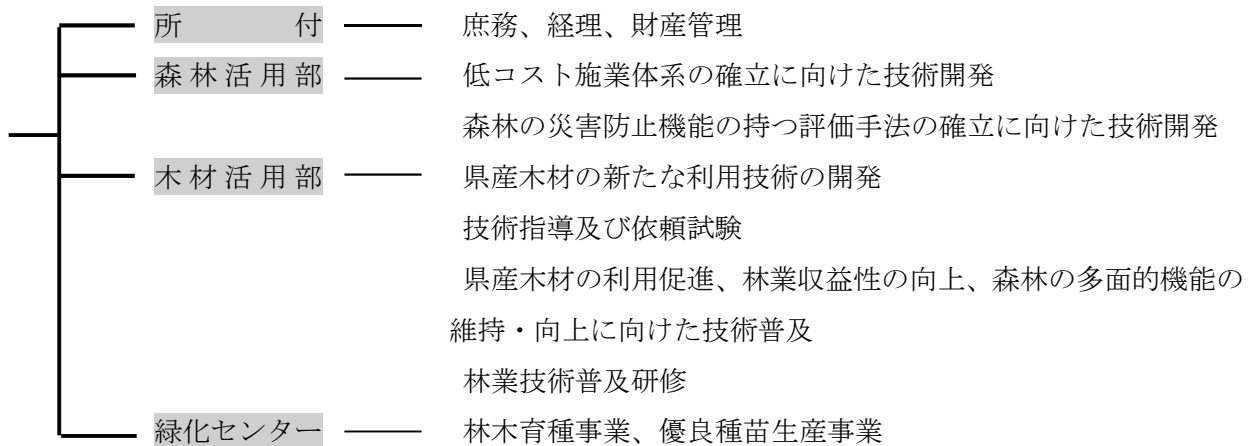 所付 庶務、経理、財産管理
森林活用部 低コスト施業体系の確立に向けた技術開発
森林の災害防止機能の持つ評価手法の確立に向けた技術開発
木材活用部 県産木材の新たな利用技術の開発
技術指導及び依頼試験
県産木材の利用促進、林業収益性の向上、森林の多面的機能の
維持・向上に向けた技術普及
林業技術普及研修
緑化センター 林木育種事業、優良種苗生産事業